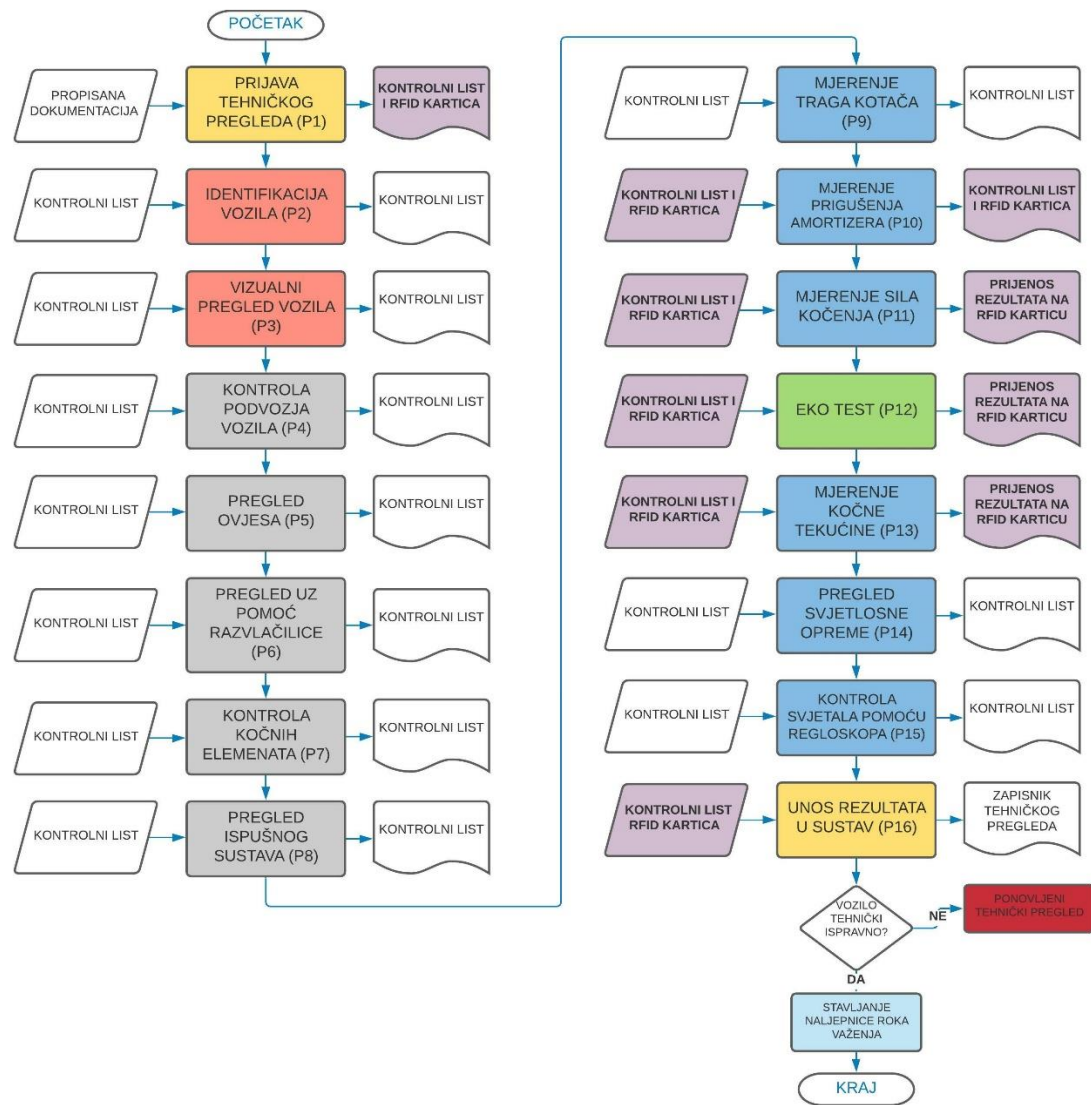 POČETAK
PROPISANA
DOKUMENTACIJA
PRIJAVA
TEHNIČKOG
PREGLEDA (P1)
KONTROLNI LIST
I RFID KARTICA
KONTROLNI LIST
IDENTIFIKACIJA
VOZILA (P2)
KONTROLNI LIST
KONTROLNI LIST
VIZUALNI
PREGLED VOZILA
(P3)
KONTROLNI LIST
KONTROLNI LIST
KONTROLA
PODVOZJA
VOZILA (P4)
KONTROLNI LIST
KONTROLNI LIST
PREGLED
OVJESA (P5)
KONTROLNI LIST
KONTROLNI LIST
PREGLED UZ
POMOĆ
RAZVLAČILICE
(P6)
KONTROLNI LIST
KONTROLNI LIST
KONTROLA
KOČNIH
ELEMENATA (P7)
KONTROLNI LIST
KONTROLNI LIST
PREGLED
ISPUŠNOG
SUSTAVA (P8)
KONTROLNI LIST
KONTROLNI LIST
MJERENJE
TRAGA KOTAČA
(P9)
KONTROLNI LIST
KONTROLNI LIST I
RFID KARTICA
MJERENJE
PRIGUŠENJA
AMORTIZERA (P10)
KONTROLNI LIST
I RFID KARTICA
KONTROLNI LIST I
RFID KARTICA
MJERENJE SILA
KOČENJA (P11)
PRIJENOS
REZULTATA NA
RFID KARTICU
KONTROLNI LIST I
RFID KARTICA
EKO TEST (P12)
PRIJENOS
REZULTATA NA
RFID KARTICU
KONTROLNI LIST I
RFID KARTICA
MJERENJE
KOČNE
TEKUĆINE (P13)
PRIJENOS
REZULTATA NA
RFID KARTICU
KONTROLNI LIST
PREGLED
SVJETLOSNE
OPREME (P14)
KONTROLNI LIST
KONTROLNI LIST
KONTROLA
SVJETALA POMOĆU
REGLOSKOPA (P15)
KONTROLNI LIST
KONTROLNI LIST
RFID KARTICA
UNOS REZULTATA
U SUSTAV (P16)
ZAPISNIK
TEHNIČKOG
PREGLEDA
VOZILO
TEHNIČKI
ISPRAVNO?
NE
PONOVLJENI
TEHNIČKI PREGLED
DA
STAVLJANJE
NALJEPNICE ROKA
VAŽENJA
KRAJ